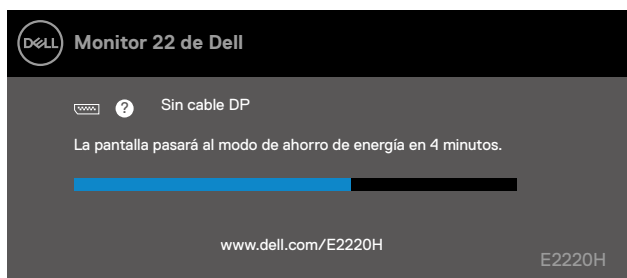 DELL Monitor 22 de Dell
? Sin cable DP
La pantalla pasará al modo de ahorro de energía en 4 minutos.
www.dell.com/E2220H
E2220H